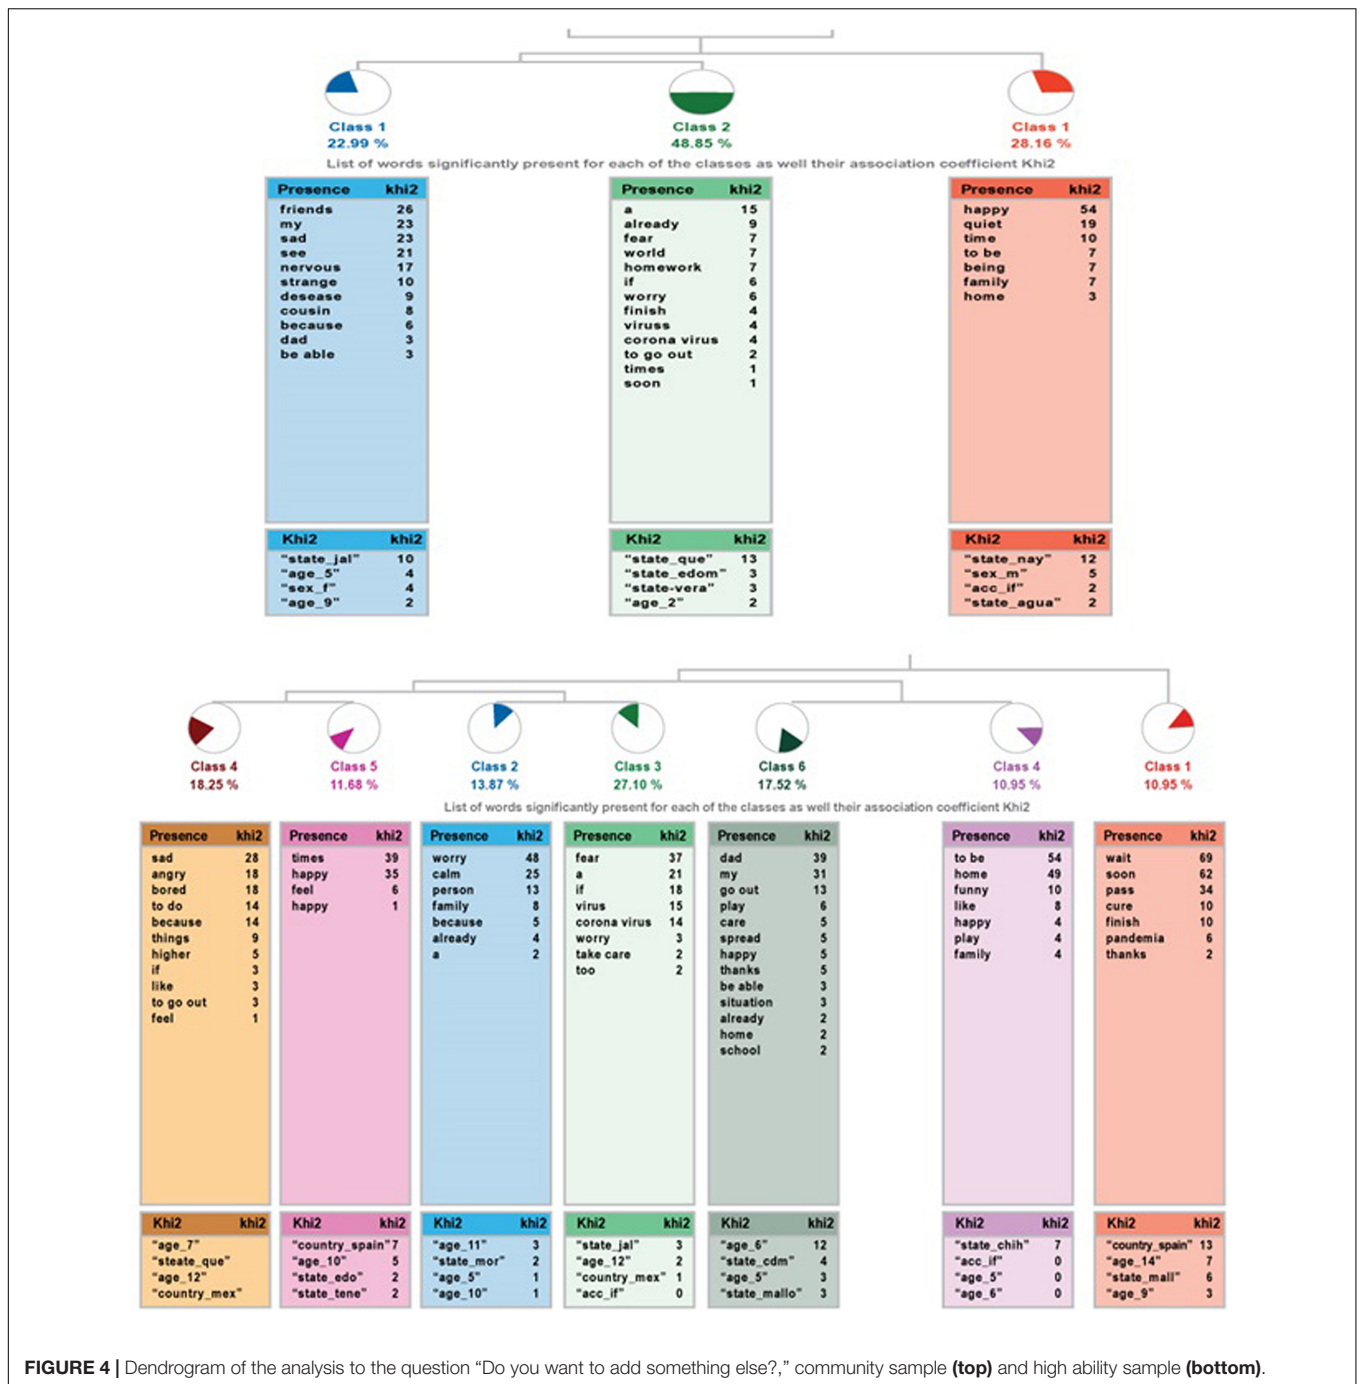 Class 1
22.99 %
Class 2
48.85 %
Class 1
28.16 %
List of words significantly present for each of the classes as well their association coefficient Khi2
Presence khi2
friends 26
my 23
sad 23
see 21
nervous 17
strange 10
desease 9
cousin 8
because 6
dad 3
be able 3
Khi2 khi2
"state_jal" 10
"age_5" 4
"sex_f" 4
"age_9" 2
Presence khi2
a 15
already 9
fear 7
world 7
homework 7
if 6
worry 6
finish 4
viruss 4
corona virus 4
to go out 2
times 1
soon 1
Khi2 khi2
"state_que" 13
"state_edom" 3
"state-vera" 3
"age_2" 2
Presence khi2
happy 54
quiet 19
time 10
to be 7
being 7
family 7
home 3
Khi2 khi2
"state_nay" 12
"sex_m" 5
"acc_if" 2
"state_agua" 2
Class 4
18.25 %
Class 5
11.68 %
Class 2
13.87 %
Class 3
27.10 %
Class 6
17.52 %
Class 4
10.95 %
Class 1
10.95 %
List of words significantly present for each of the classes as well their association coefficient Khi2
Presence khi2
sad 28
angry 18
bored 18
to do 14
because 14
things 9
higher 5
if 3
like 3
to go out 3
feel 1
Khi2 khi2
"age_7"
"steate_que"
"age_12"
"country_mex"
Presence khi2
times 39
happy 35
feel 6
happy 1
Khi2 khi2
"country_spain" 7
"age_10" 5
"state_edo" 2
"state_tene" 2
Presence khi2
worry 48
calm 25
person 13
family 8
because 5
already 4
a 2
Khi2 khi2
"age_11" 3
"state_mor" 2
"age_5" 1
"age_10" 1
Presence khi2
fear 37
a 21
if 18
virus 15
corona virus 14
worry 3
take care 2
too 2
Khi2 khi2
"state_jal" 3
"age_12" 2
"country_mex" 1
"acc_if" 0
Presence khi2
dad 39
my 31
go out 13
play 6
care 5
spread 5
happy 5
thanks 5
be able 3
situation 3
already 2
home 2
school 2
Khi2 khi2
"age_6" 12
"state_cdm" 4
"age_5" 3
"state_mallo" 3
Presence khi2
to be 54
home 49
funny 10
like 8
happy 4
play 4
family 4
Khi2 khi2
"state_chih" 7
"acc_if" 0
"age_5" 0
"age_6" 0
Presence khi2
wait 69
soon 62
pass 34
cure 10
finish 10
pandemia 6
thanks 2
Khi2 khi2
"country_spain" 13
"age_14" 7
"state_mall" 6
"age_9" 3
FIGURE 4 | Dendrogram of the analysis to the question “Do you want to add something else?,” community sample (top) and high ability sample (bottom).